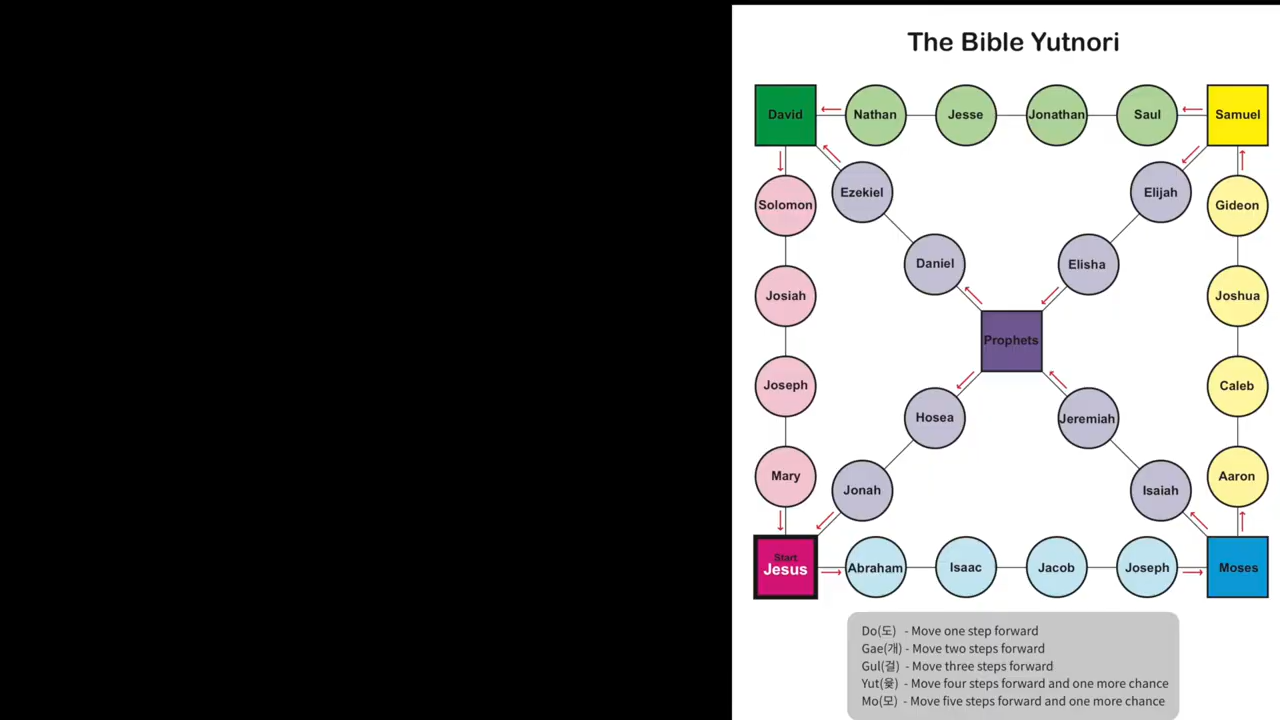 The Bible Yutnori
David Nathan Jesse Jonathan Saul Samuel
Ezekiel Elijah
Solomon Gideon
Daniel Elisha
Josiah Joshua
Prophets
Joseph Caleb
Hosea Jeremiah
Mary Aaron
Jonah Isaiah
Start
Jesus Abraham Isaac Jacob Joseph Moses
Do(도) - Move one step forward
Gae(개) - Move two steps forward
Gul(걸) - Move three steps forward
Yut(윷) - Move four steps forward and one more chance
Mo(모) - Move five steps forward and one more chance